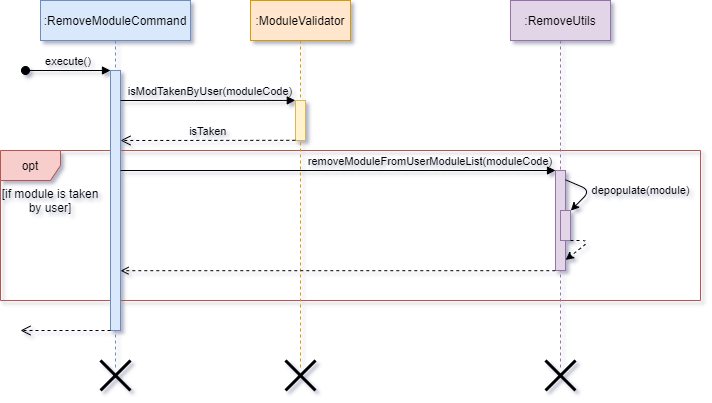 :RemoveModuleCommand
:ModuleValidator
:RemoveUtils
execute()
isModTakenByUser(moduleCode)
isTaken
opt
removeModuleFromUserModuleList(moduleCode)
[if module is taken
by user]
depopulate(module)